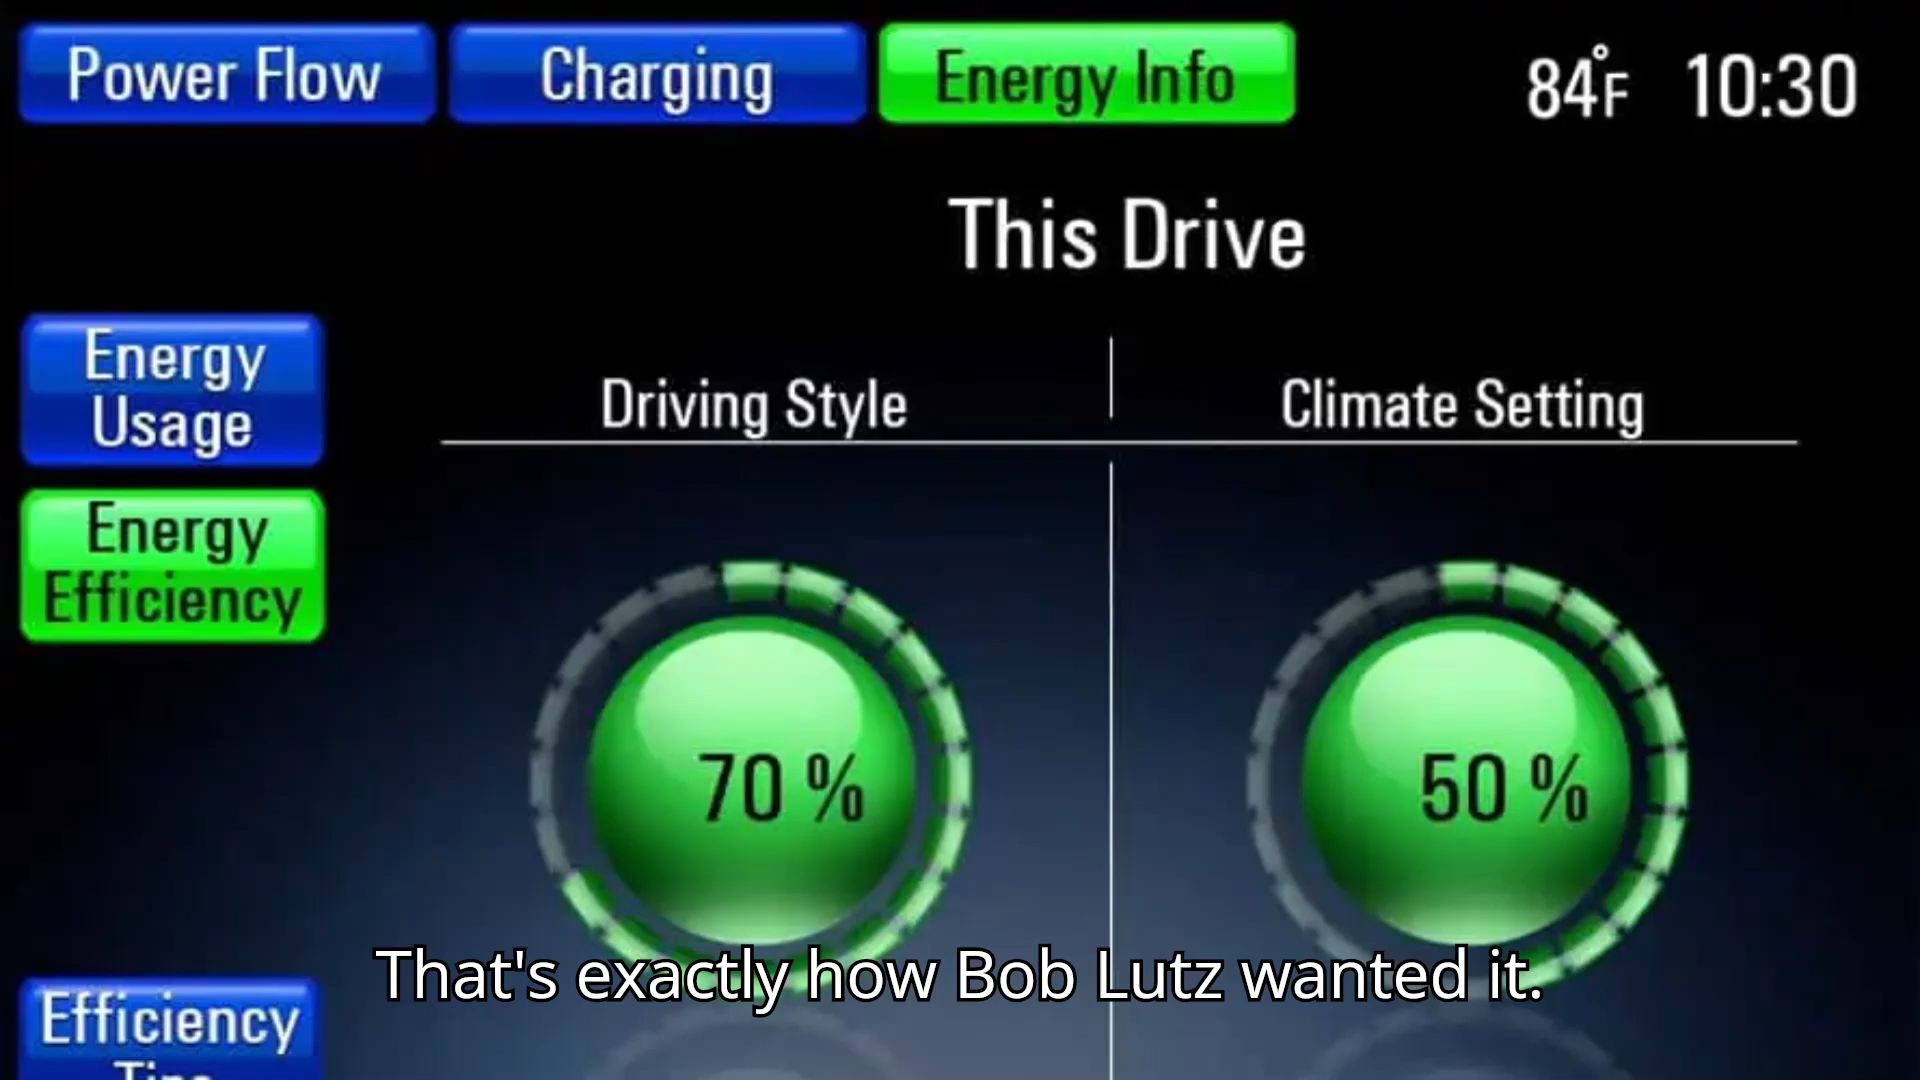 Power Flow
Charging
Energy Info
84°F 10:30
This Drive
Energy
Usage
Driving Style
Climate Setting
Energy
Efficiency
70 %
50 %
That's exactly how Bob Lutz wanted it.
Efficiency
Tips